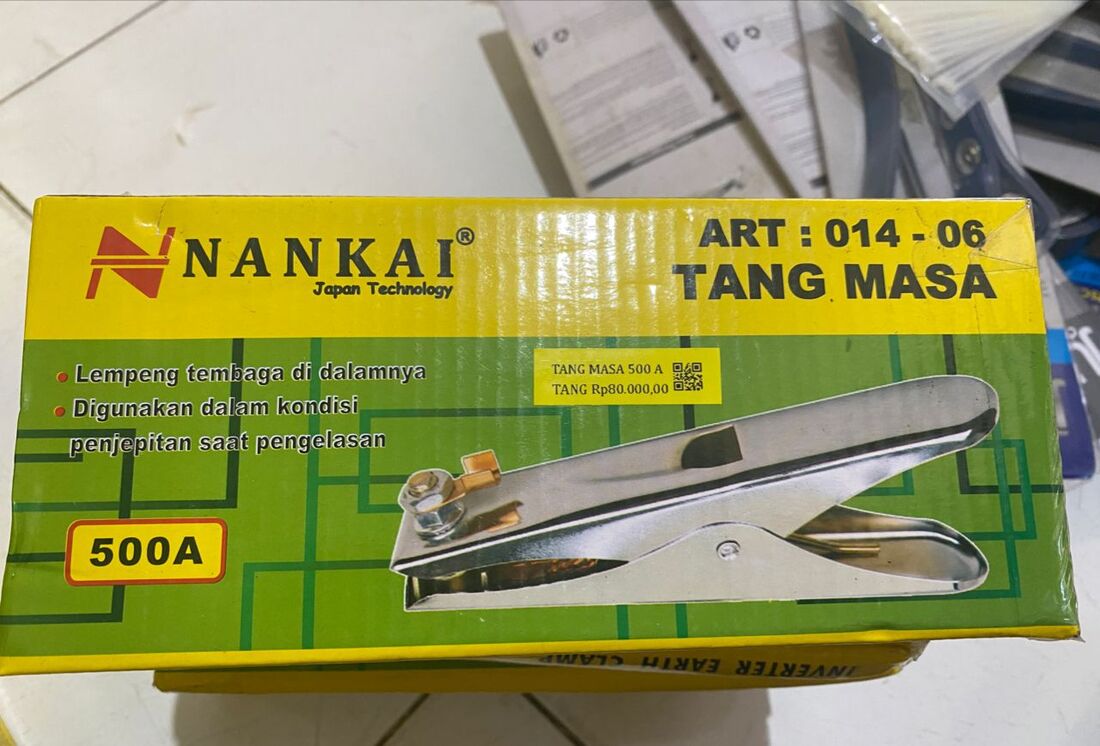 NANKAI®
Japan Technology
ART : 014 - 06
TANG MASA
Lempeng tembaga di dalamnya
Digunakan dalam kondisi
penjepitan saat pengelasan
TANG MASA 500 A
TANG Rp80.000,00
500A
INVERTER EARTH CLAMP